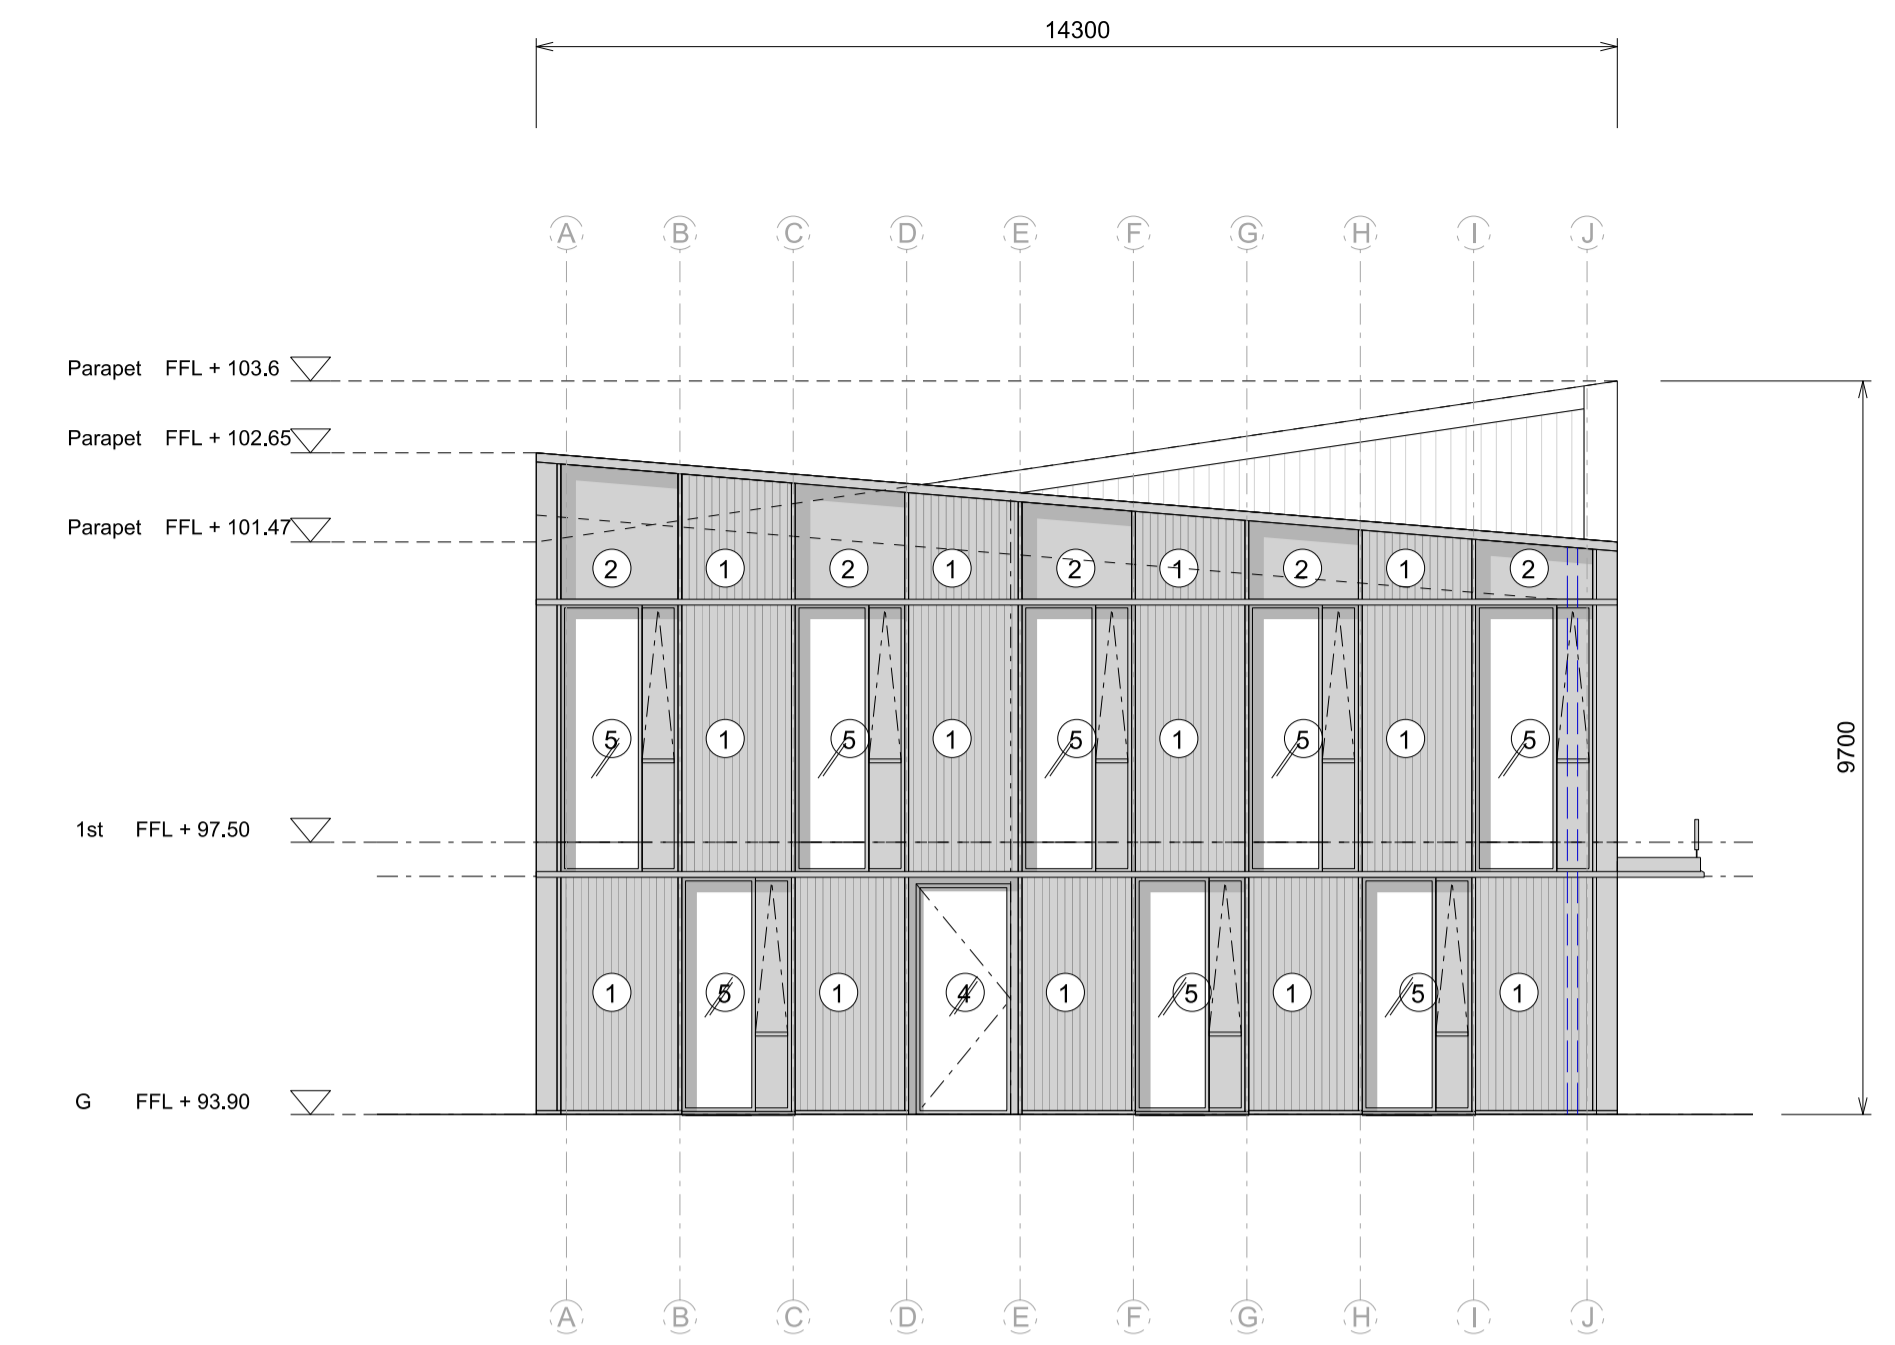 14300
A B C D E F G H I J
Parapet FFL + 103.6
Parapet FFL + 102.65
Parapet FFL + 101.47
2 1 2 1 2 1 2 1 2
5 1 5 1 5 1 5 1 5
9700
1st FFL + 97.50
1 5 1 4 1 5 1 5 1
G FFL + 93.90
A B C D E F G H I J